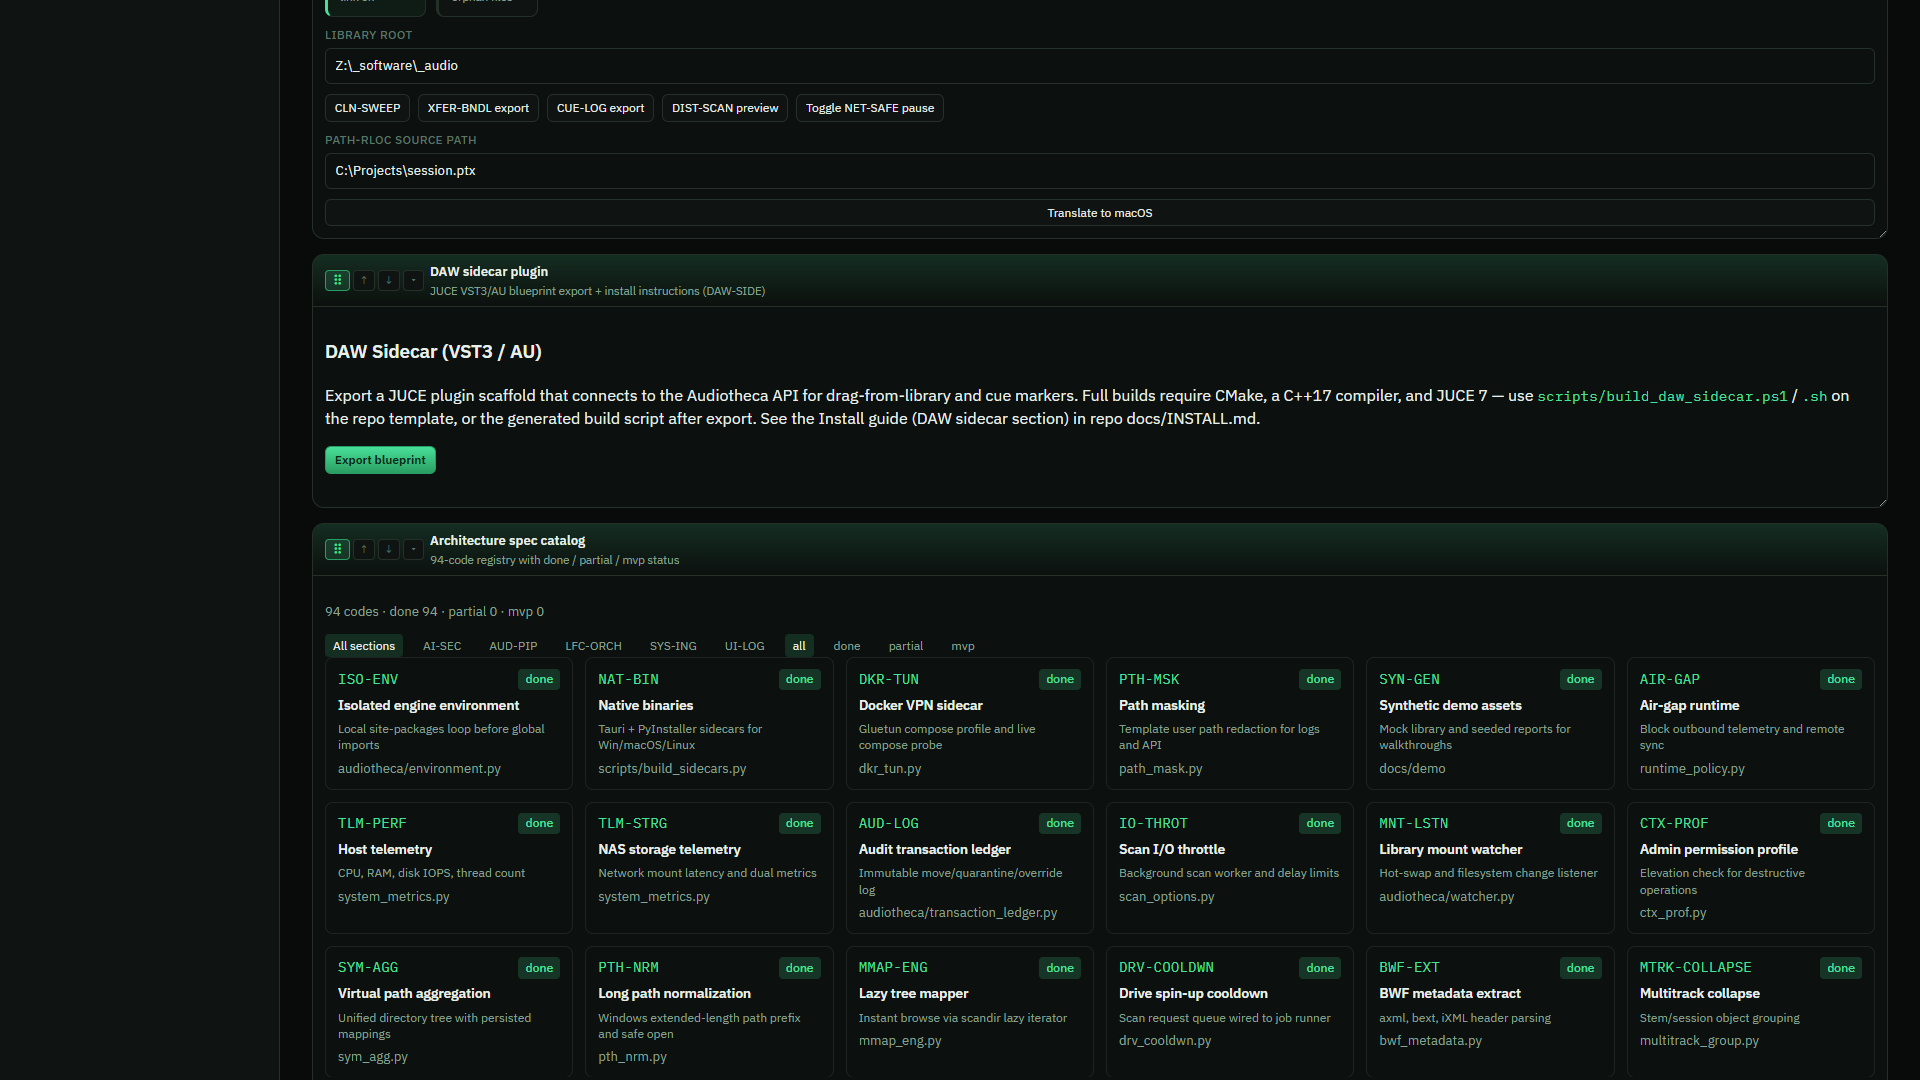 LIBRARY ROOT
Z:\_software\_audio
CLN-SWEEP XFER-BNDL export CUE-LOG export DIST-SCAN preview Toggle NET-SAFE pause
PATH-RLOC SOURCE PATH
C:\Projects\session.ptx
Translate to macOS
DAW sidecar plugin
JUCE VST3/AU blueprint export + install instructions (DAW-SIDE)
DAW Sidecar (VST3 / AU)
Export a JUCE plugin scaffold that connects to the Audiotheca API for drag-from-library and cue markers. Full builds require CMake, a C++17 compiler, and JUCE 7 — use scripts/build_daw_sidecar.ps1 / .sh on
the repo template, or the generated build script after export. See the Install guide (DAW sidecar section) in repo docs/INSTALL.md.
Export blueprint
Architecture spec catalog
94-code registry with done / partial / mvp status
94 codes · done 94 · partial 0 · mvp 0
All sections AI-SEC AUD-PIP LFC-ORCH SYS-ING UI-LOG all done partial mvp
ISO-ENV done
Isolated engine environment
Local site-packages loop before global
imports
audiotheca/environment.py
NAT-BIN done
Native binaries
Tauri + PyInstaller sidecars for
Win/macOS/Linux
scripts/build_sidecars.py
DKR-TUN done
Docker VPN sidecar
Gluetun compose profile and live
compose probe
dkr_tun.py
PTH-MSK done
Path masking
Template user path redaction for logs
and API
path_mask.py
SYN-GEN done
Synthetic demo assets
Mock library and seeded reports for
walkthroughs
docs/demo
AIR-GAP done
Air-gap runtime
Block outbound telemetry and remote
sync
runtime_policy.py
TLM-PERF done
Host telemetry
CPU, RAM, disk IOPS, thread count
system_metrics.py
TLM-STRG done
NAS storage telemetry
Network mount latency and dual metrics
system_metrics.py
AUD-LOG done
Audit transaction ledger
Immutable move/quarantine/override
log
audiotheca/transaction_ledger.py
IO-THROT done
Scan I/O throttle
Background scan worker and delay limits
scan_options.py
MNT-LSTN done
Library mount watcher
Hot-swap and filesystem change listener
audiotheca/watcher.py
CTX-PROF done
Admin permission profile
Elevation check for destructive
operations
ctx_prof.py
SYM-AGG done
Virtual path aggregation
Unified directory tree with persisted
mappings
sym_agg.py
PTH-NRM done
Long path normalization
Windows extended-length path prefix
and safe open
pth_nrm.py
MMAP-ENG done
Lazy tree mapper
Instant browse via scandir lazy iterator
mmap_eng.py
DRV-COOLDWN done
Drive spin-up cooldown
Scan request queue wired to job runner
drv_cooldwn.py
BWF-EXT done
BWF metadata extract
axml, bext, iXML header parsing
bwf_metadata.py
MTRK-COLLAPSE done
Multitrack collapse
Stem/session object grouping
multitrack_group.py